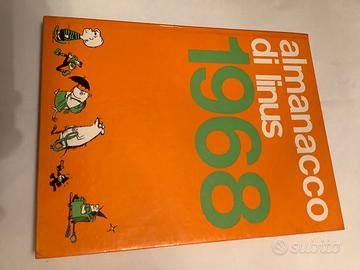 almanacco
di linus
1968
subito